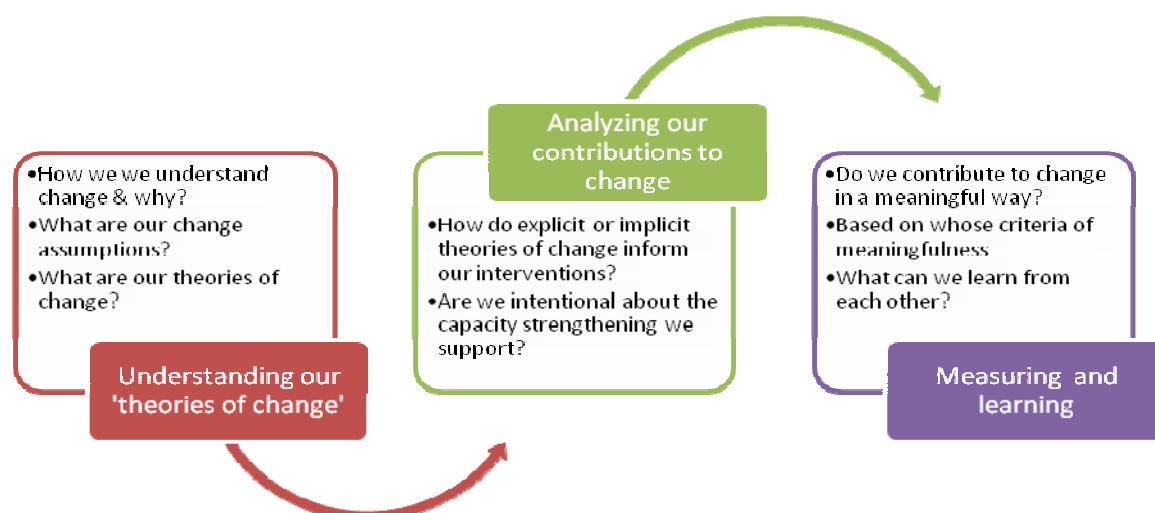 •How we we understand
change & why?
•What are our change
assumptions?
•What are our theories of
change?
Understanding our
'theories of change'
Analyzing our
contributions to
change
•How do explicit or implicit
theories of change inform
our interventions?
•Are we intentional about the
capacity strengthening we
support?
•Do we contribute to change
in a meaningful way?
•Based on whose criteria of
meaningfulness
•What can we learn from
each other?
Measuring and
learning